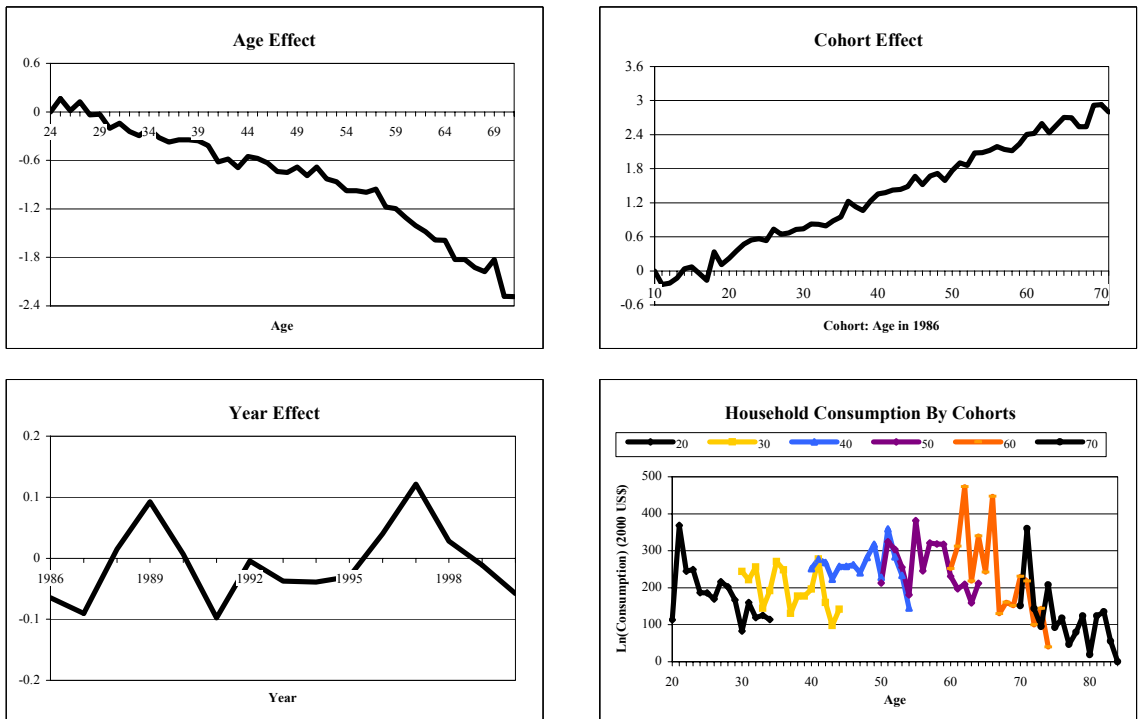 Age Effect
0.6
0
-0.6
-1.2
-1.8
-2.4
24 29 34 39 44 49 54 59 64 69
Age
Cohort Effect
3.6
3
2.4
1.8
1.2
0.6
0
-0.6
10 20 30 40 50 60 70
Cohort: Age in 1986
Year Effect
0.2
0.1
0
-0.1
-0.2
1986 1989 1992 1995 1998
Year
Household Consumption By Cohorts
20 30 40 50 60 70
Ln(Consumption) (2000 US$)
500
400
300
200
100
0
20 30 40 50 60 70 80
Age